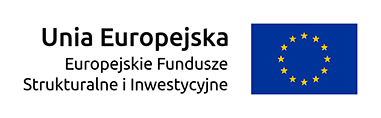 Unia Europejska
Europejskie Fundusze
Strukturalne i Inwestycyjne